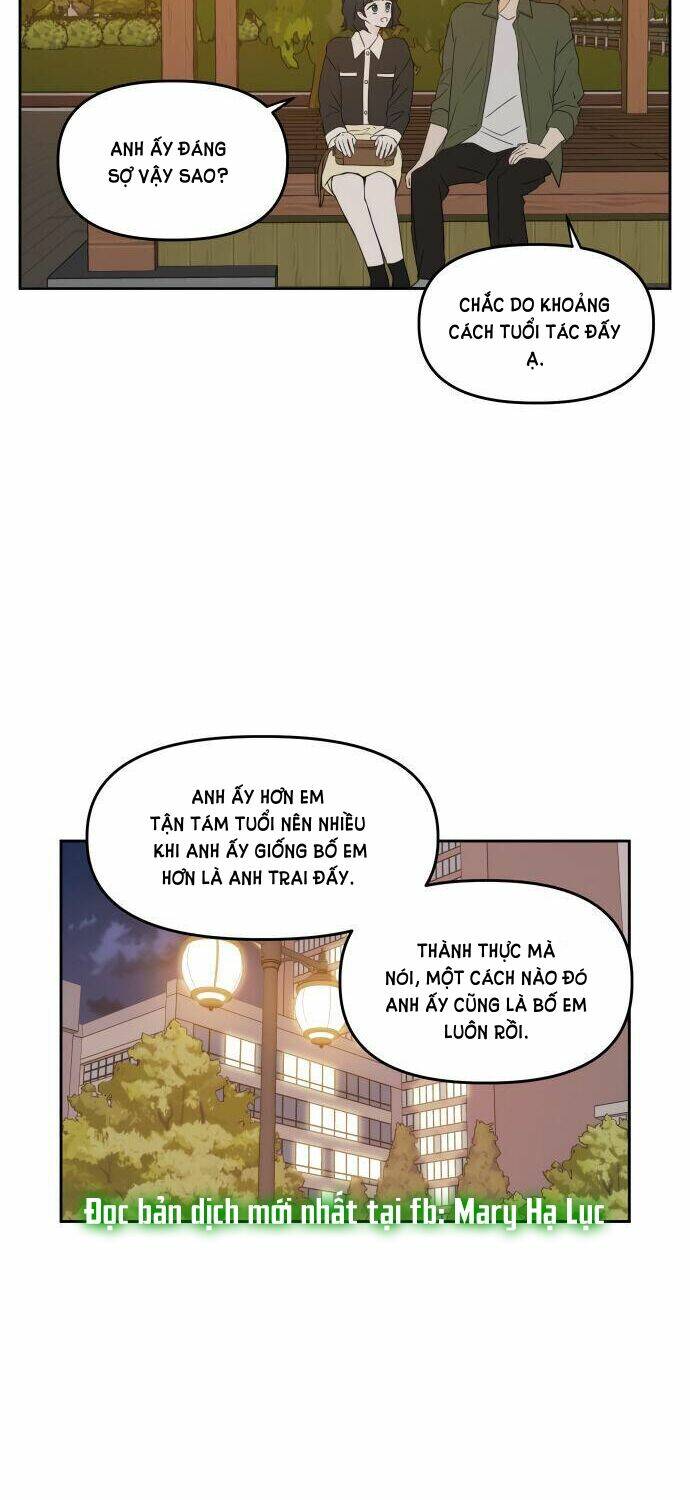 ANH ẤY ĐÁNG
SỢ VẬY SAO?
CHẮC DO KHOẢNG
CÁCH TUỔI TÁC ĐẤY
Ạ.
ANH ẤY HƠN EM
TẬN TÁM TUỔI NÊN NHIỀU
KHI ANH ẤY GIỐNG BỐ EM
HƠN LÀ ANH TRAI ĐẤY.
THÀNH THỰC MÀ
NÓI, MỘT CÁCH NÀO ĐÓ
ANH ẤY CŨNG LÀ BỐ EM
LUÔN RỒI.
Đọc bản dịch mới nhất tại fb: Mary Hạ Lục